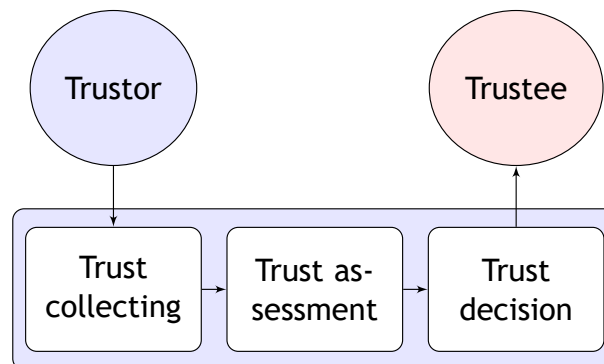 Trustor
Trustee
Trust
collecting
Trust as-
sessment
Trust
decision